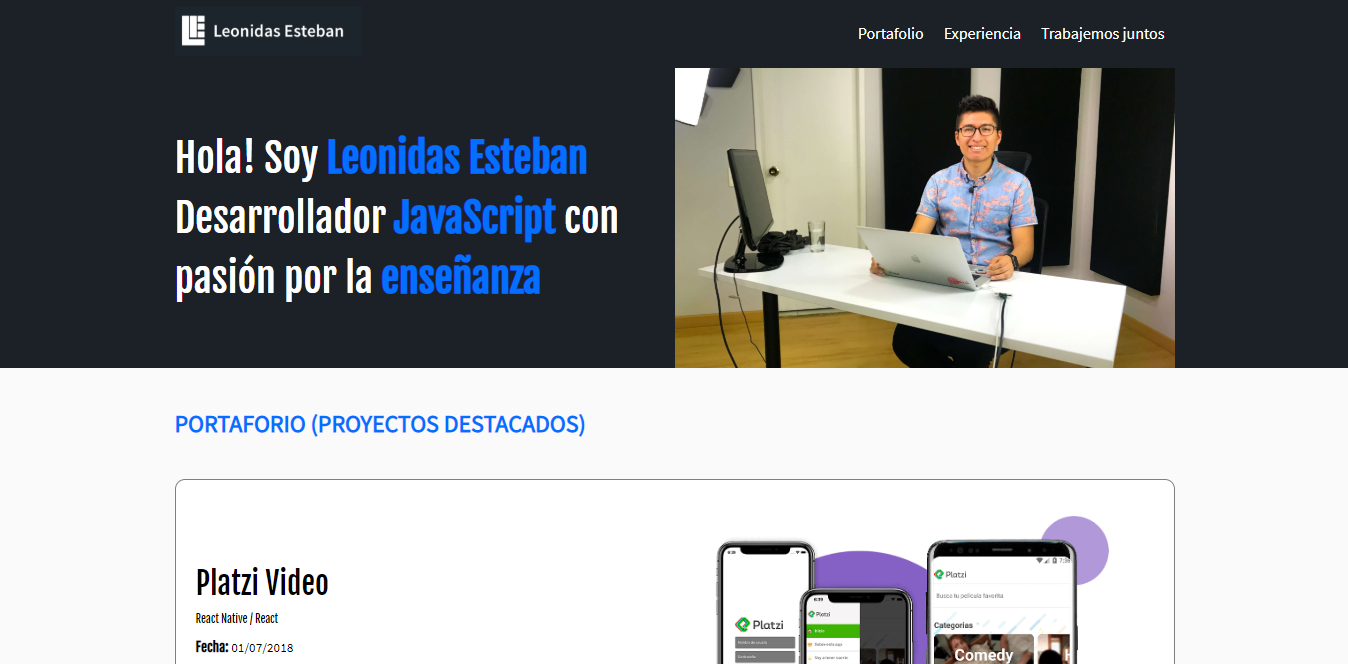 Leonidas Esteban
Portafolio Experiencia Trabajemos juntos
Hola! Soy Leonidas Esteban
Desarrollador JavaScript con
pasión por la enseñanza
PORTAFORIO (PROYECTOS DESTACADOS)
Platzi Video
React Native / React
Fecha: 01/07/2018
Platzi
Platzi
Inicio
Platzi
Busca tu película favorita
Categorias
Comedy
H